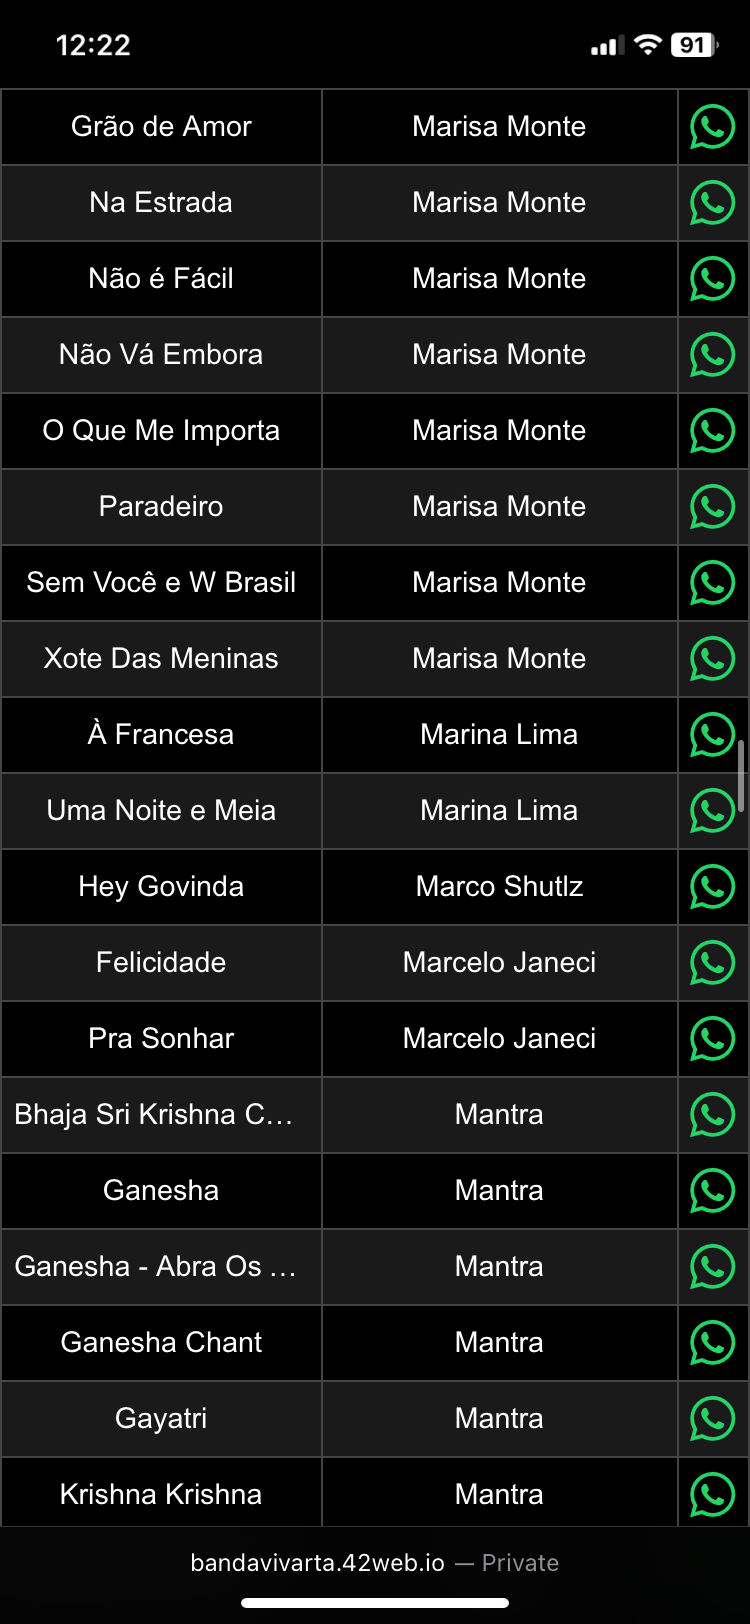 12:22
91
Grão de Amor Marisa Monte
Na Estrada Marisa Monte
Não é Fácil Marisa Monte
Não Vá Embora Marisa Monte
O Que Me Importa Marisa Monte
Paradeiro Marisa Monte
Sem Você e W Brasil Marisa Monte
Xote Das Meninas Marisa Monte
À Francesa Marina Lima
Uma Noite e Meia Marina Lima
Hey Govinda Marco Shutlz
Felicidade Marcelo Janeci
Pra Sonhar Marcelo Janeci
Bhaja Sri Krishna C... Mantra
Ganesha Mantra
Ganesha - Abra Os ... Mantra
Ganesha Chant Mantra
Gayatri Mantra
Krishna Krishna Mantra
bandavivarta.42web.io — Private